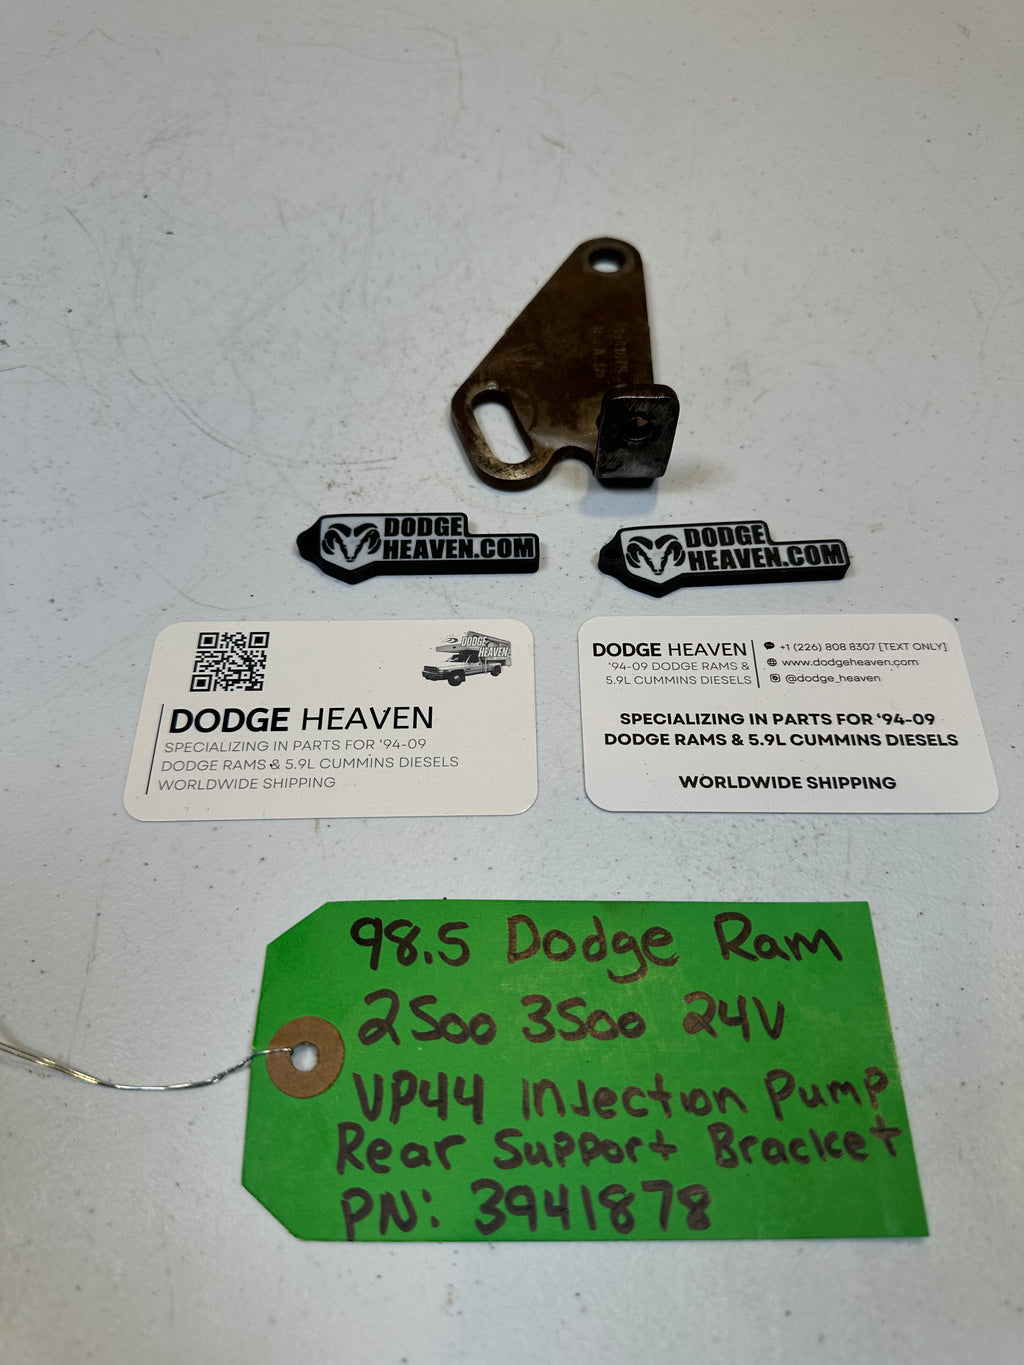 DODGE
HEAVEN.COM
DODGE
HEAVEN.COM
DODGE
HEAVEN
DODGE HEAVEN
SPECIALIZING IN PARTS FOR ‘94-09
DODGE RAMS & 5.9L CUMMINS DIESELS
WORLDWIDE SHIPPING
DODGE HEAVEN
‘94-09 DODGE RAMS &
5.9L CUMMINS DIESELS
+1 (226) 808 8307 [TEXT ONLY]
www.dodgeheaven.com
@dodge_heaven
SPECIALIZING IN PARTS FOR ‘94-09
DODGE RAMS & 5.9L CUMMINS DIESELS
WORLDWIDE SHIPPING
98.5 Dodge Ram
2500 3500 24V
VP44 Injection Pump
Rear Support Bracket
PN: 3941878